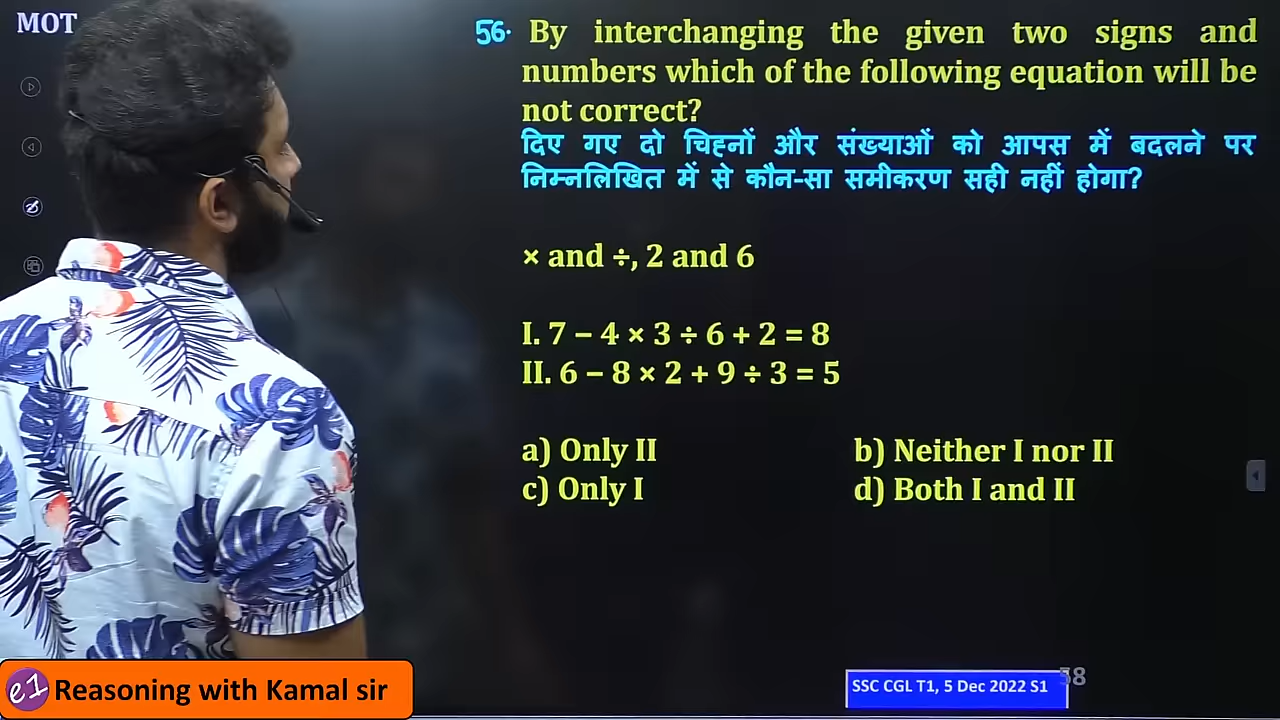 MOT
56. By interchanging the given two signs and
numbers which of the following equation will be
not correct?
दिए गए दो चिह्नों और संख्याओं को आपस में बदलने पर
निम्नलिखित में से कौन-सा समीकरण सही नहीं होगा?
× and ÷, 2 and 6
I. 7 – 4 × 3 ÷ 6 + 2 = 8
II. 6 – 8 × 2 + 9 ÷ 3 = 5
a) Only II b) Neither I nor II
c) Only I d) Both I and II
e1 Reasoning with Kamal sir
SSC CGL T1, 5 Dec 2022 S1 58